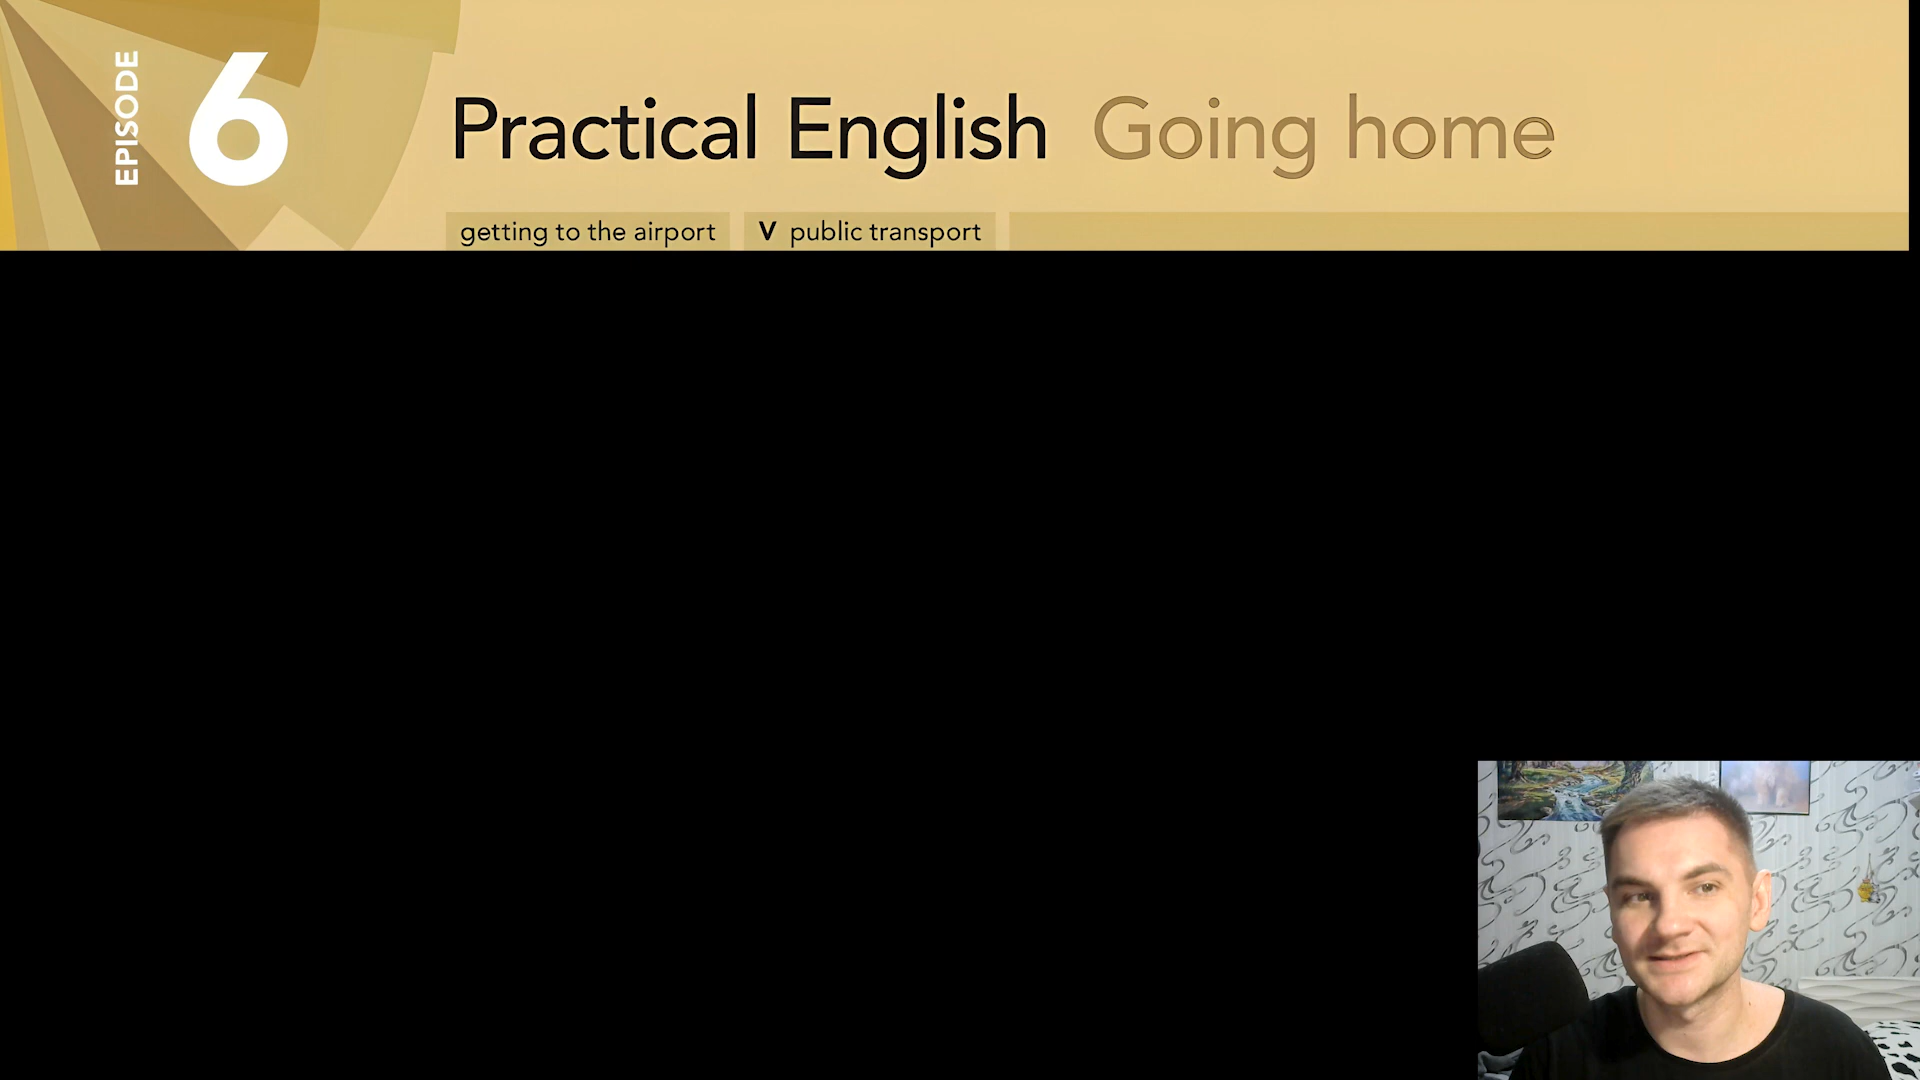 EPISODE
6
Practical English Going home
getting to the airport V public transport